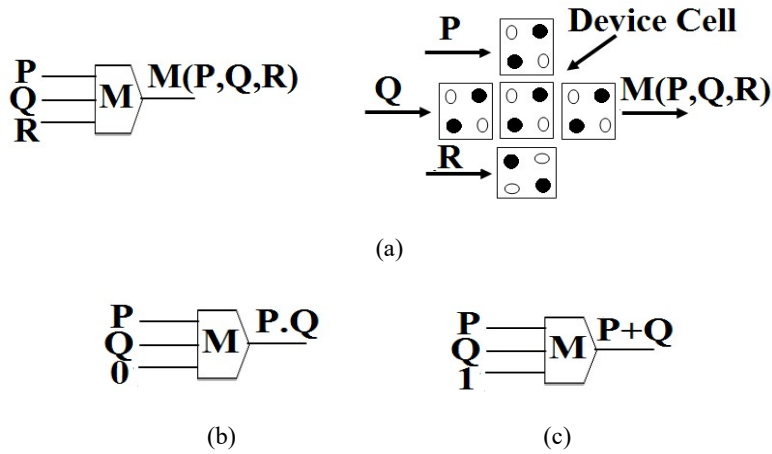 P
Q
R
M
M(P,Q,R)
P
Device Cell
Q
M(P,Q,R)
R
(a)
P
Q
0
M
P.Q
P
Q
1
M
P+Q
(b)
(c)